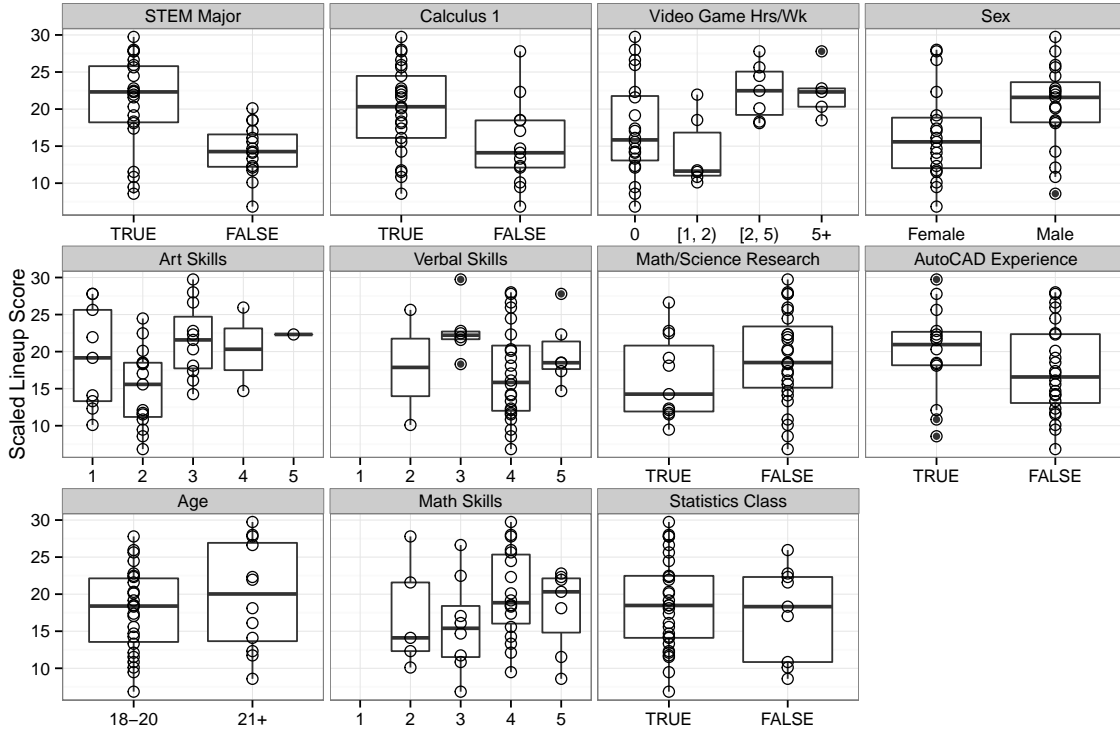 STEM Major Calculus 1 Video Game Hrs/Wk Sex
30
25
20
15
10
TRUE FALSE TRUE FALSE 0 [1, 2) [2, 5) 5+ Female Male
Art Skills Verbal Skills Math/Science Research AutoCAD Experience
Scaled Lineup Score
30
25
20
15
10
1 2 3 4 5 1 2 3 4 5 TRUE FALSE TRUE FALSE
Age Math Skills Statistics Class
30
25
20
15
10
18−20 21+ 1 2 3 4 5 TRUE FALSE